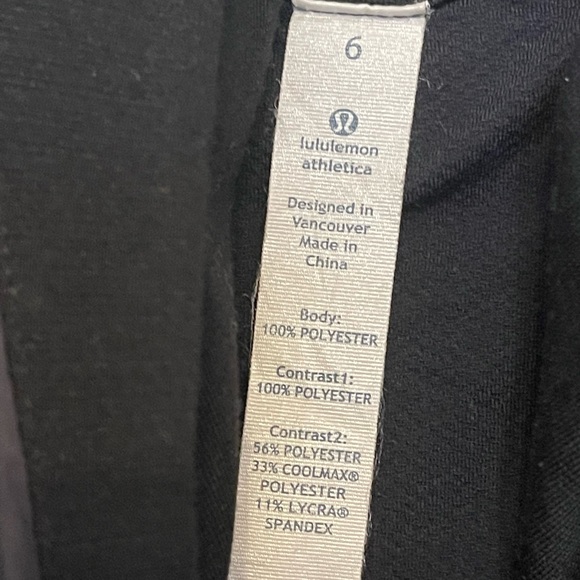 6
lululemon
athletica
Designed in
Vancouver
Made in
China
Body:
100% POLYESTER
Contrast1:
100% POLYESTER
Contrast2:
56% POLYESTER
33% COOLMAX®
POLYESTER
11% LYCRA®
SPANDEX